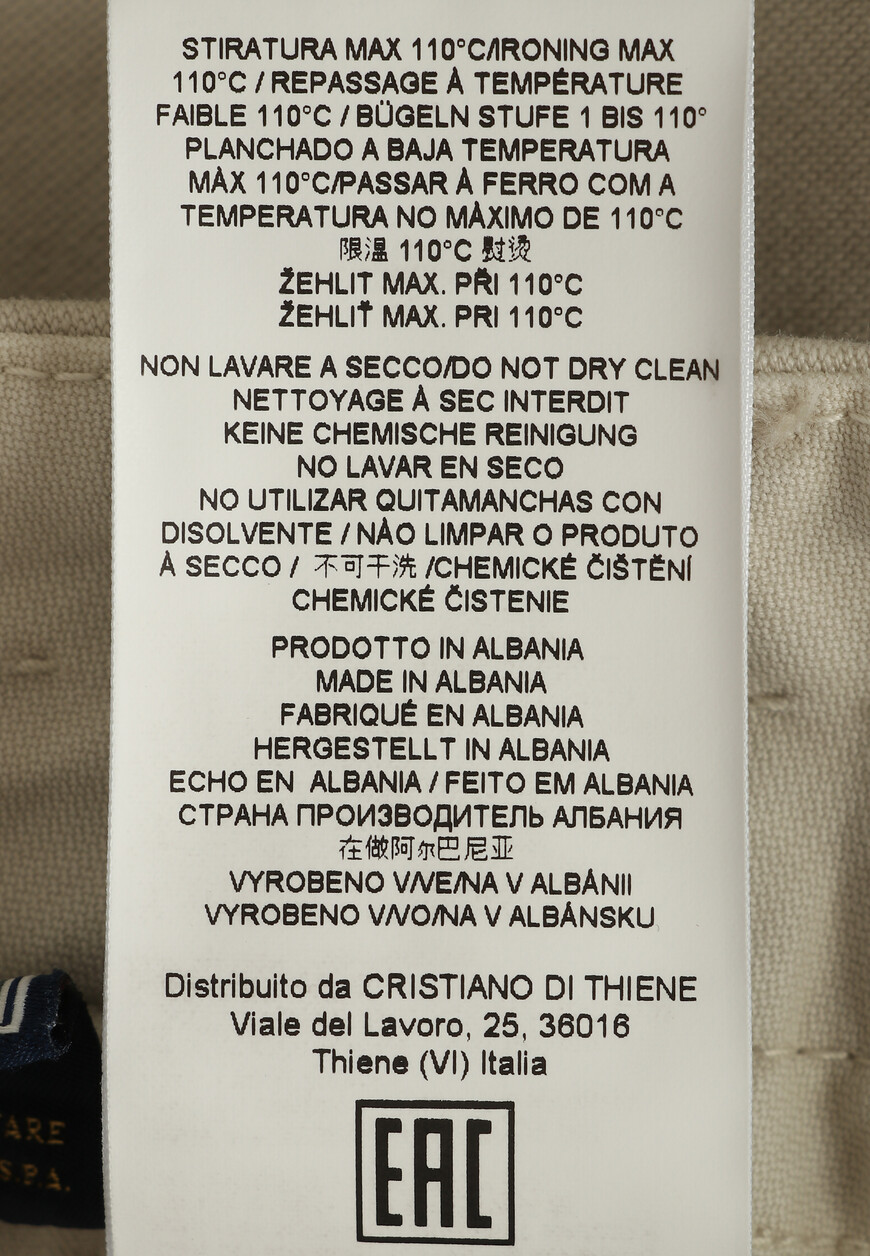 STIRATURA MAX 110°C/IRONING MAX
110°C / REPASSAGE À TEMPÉRATURE
FAIBLE 110°C / BÜGELN STUFE 1 BIS 110°
PLANCHADO A BAJA TEMPERATURA
MÀX 110°C/PASSAR À FERRO COM A
TEMPERATURA NO MÀXIMO DE 110°C
限温 110°C 熨烫
ŽEHLIT MAX. PŘI 110°C
ŽEHLIŤ MAX. PRI 110°C
NON LAVARE A SECCO/DO NOT DRY CLEAN
NETTOYAGE À SEC INTERDIT
KEINE CHEMISCHE REINIGUNG
NO LAVAR EN SECO
NO UTILIZAR QUITAMANCHAS CON
DISOLVENTE / NÀO LIMPAR O PRODUTO
À SECCO / 不可干洗 /CHEMICKÉ ČIŠTĚNÍ
CHEMICKÉ ČISTENIE
PRODOTTO IN ALBANIA
MADE IN ALBANIA
FABRIQUÉ EN ALBANIA
HERGESTELLT IN ALBANIA
ECHO EN ALBANIA / FEITO EM ALBANIA
СТРАНА ПРОИЗВОДИТЕЛЬ АЛБАНИЯ
在做阿尔巴尼亚
VYROBENO V/VE/NA V ALBÁNII
VYROBENO V/VO/NA V ALBÁNSKU
Distribuito da CRISTIANO DI THIENE
Viale del Lavoro, 25, 36016
Thiene (VI) Italia
EAC
S.P.A.